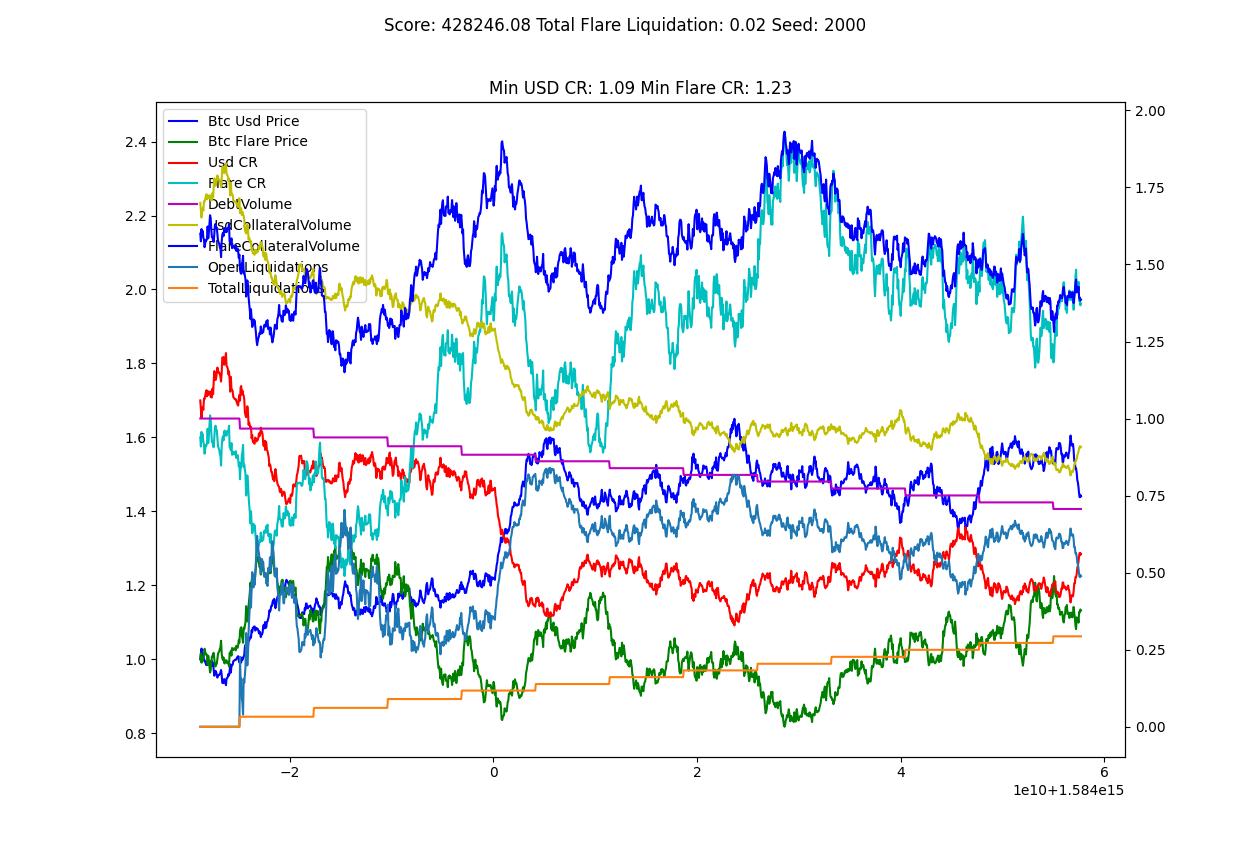 Score: 428246.08 Total Flare Liquidation: 0.02 Seed: 2000
Min USD CR: 1.09 Min Flare CR: 1.23
Btc Usd Price
Btc Flare Price
Usd CR
Flare CR
DebtVolume
UsdCollateralVolume
FlareCollateralVolume
OpenLiquidations
TotalLiquidations
2.4
2.2
2.0
1.8
1.6
1.4
1.2
1.0
0.8
2.00
1.75
1.50
1.25
1.00
0.75
0.50
0.25
0.00
−2 0 2 4 6
1e10+1.584e15